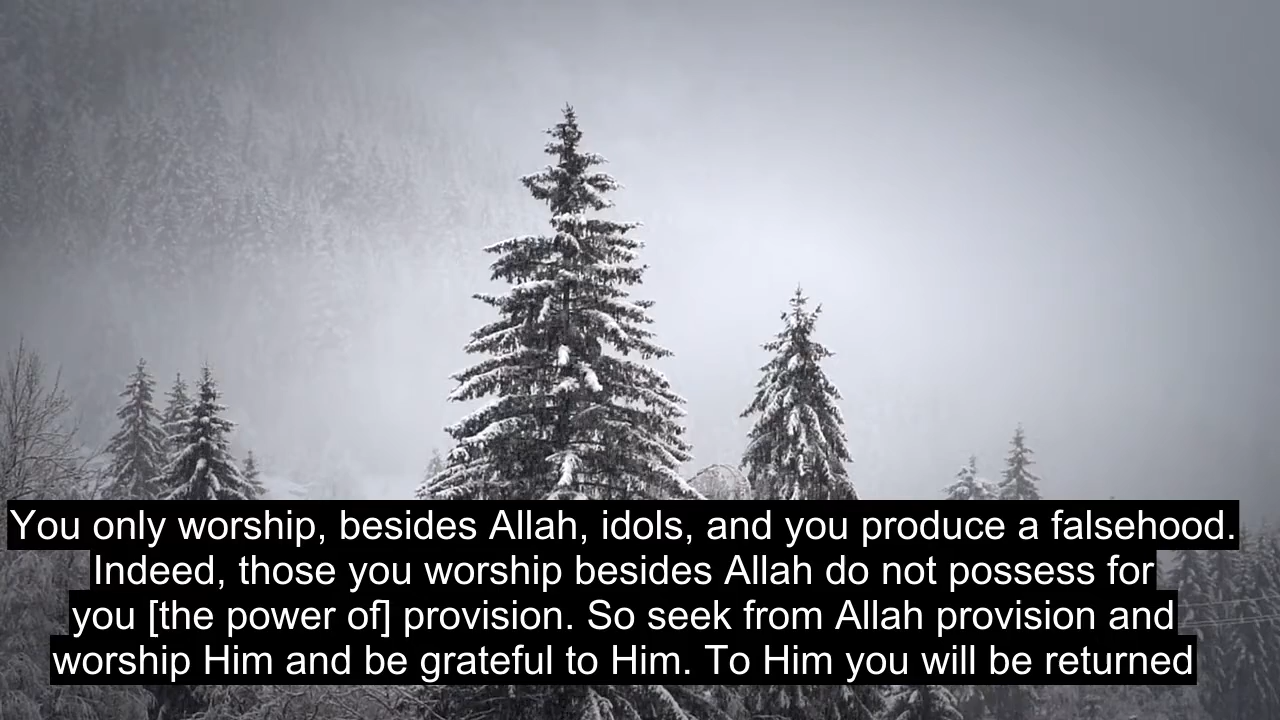 You only worship, besides Allah, idols, and you produce a falsehood.
Indeed, those you worship besides Allah do not possess for
you [the power of] provision. So seek from Allah provision and
worship Him and be grateful to Him. To Him you will be returned